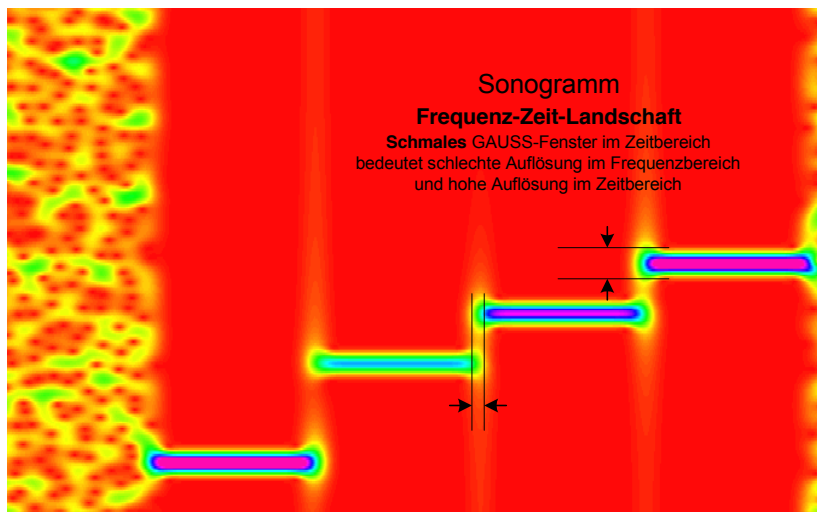 Sonogramm
Frequenz-Zeit-Landschaft
Schmales GAUSS-Fenster im Zeitbereich
bedeutet schlechte Auflösung im Frequenzbereich
und hohe Auflösung im Zeitbereich